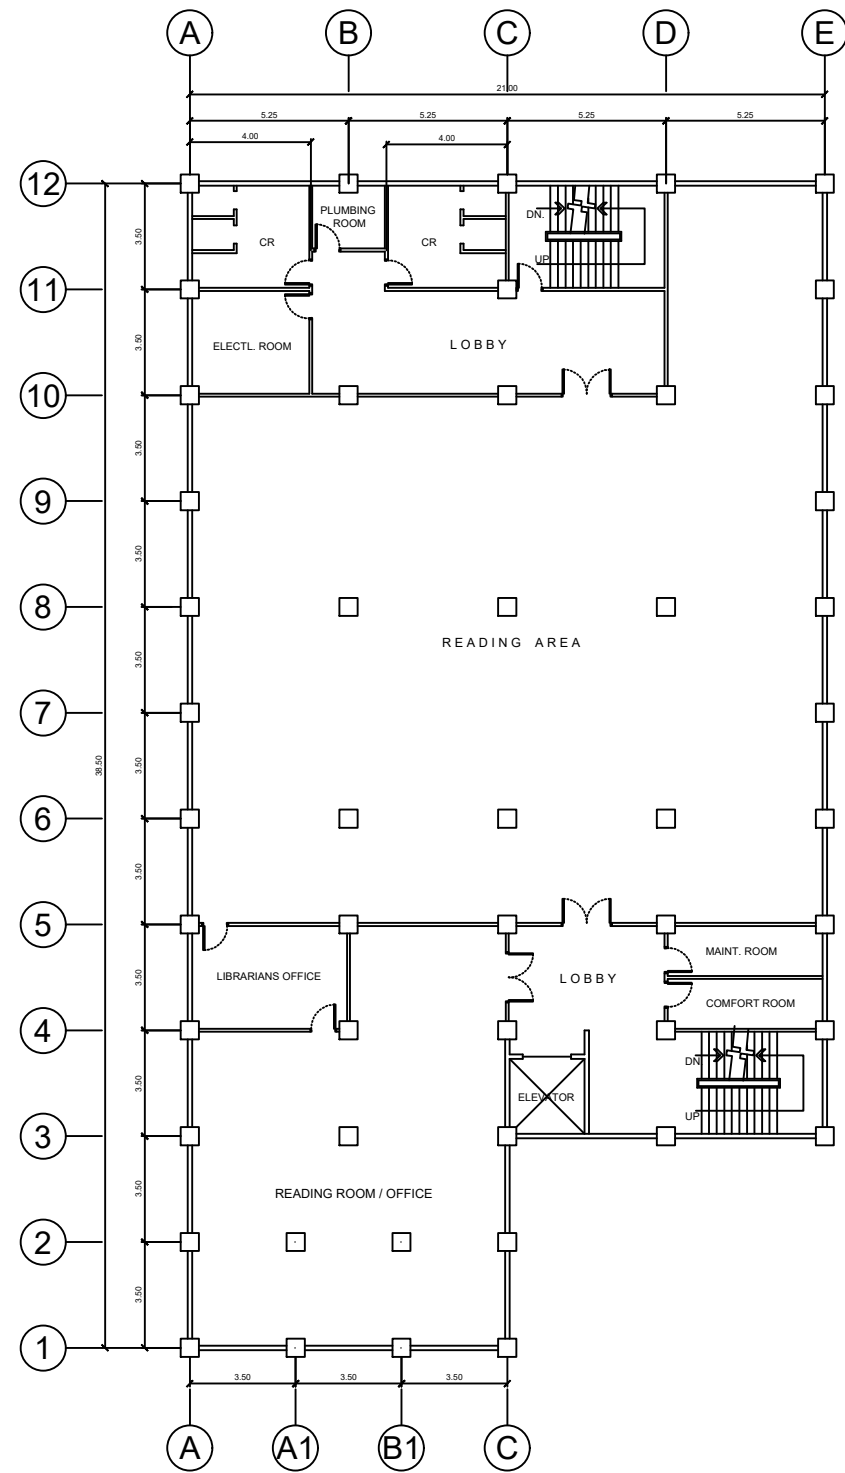 A B C D E
21.00
5.25 5.25 5.25 5.25
4.00 4.00
12
PLUMBING
ROOM
DN.
3.50
CR
CR
UP
11
3.50
ELECTL. ROOM
LOBBY
10
3.50
9
3.50
8
READING AREA
3.50
7
38.50
3.50
6
3.50
5
MAINT. ROOM
3.50
LIBRARIANS OFFICE
LOBBY
COMFORT ROOM
4
DN
3.50
ELEVATOR
UP
3
3.50
READING ROOM / OFFICE
2
3.50
1
3.50 3.50 3.50
A A1 B1 C